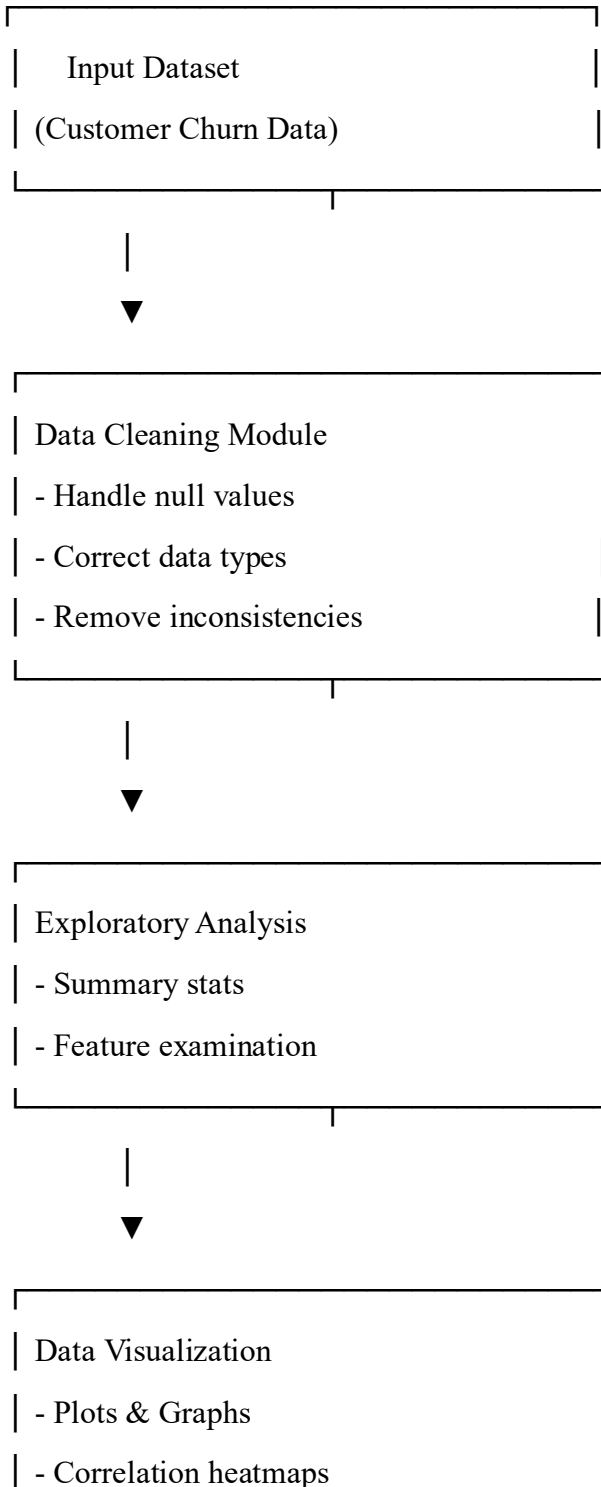 Input Dataset
(Customer Churn Data)
▼
Data Cleaning Module
- Handle null values
- Correct data types
- Remove inconsistencies
▼
Exploratory Analysis
- Summary stats
- Feature examination
▼
Data Visualization
- Plots & Graphs
- Correlation heatmaps